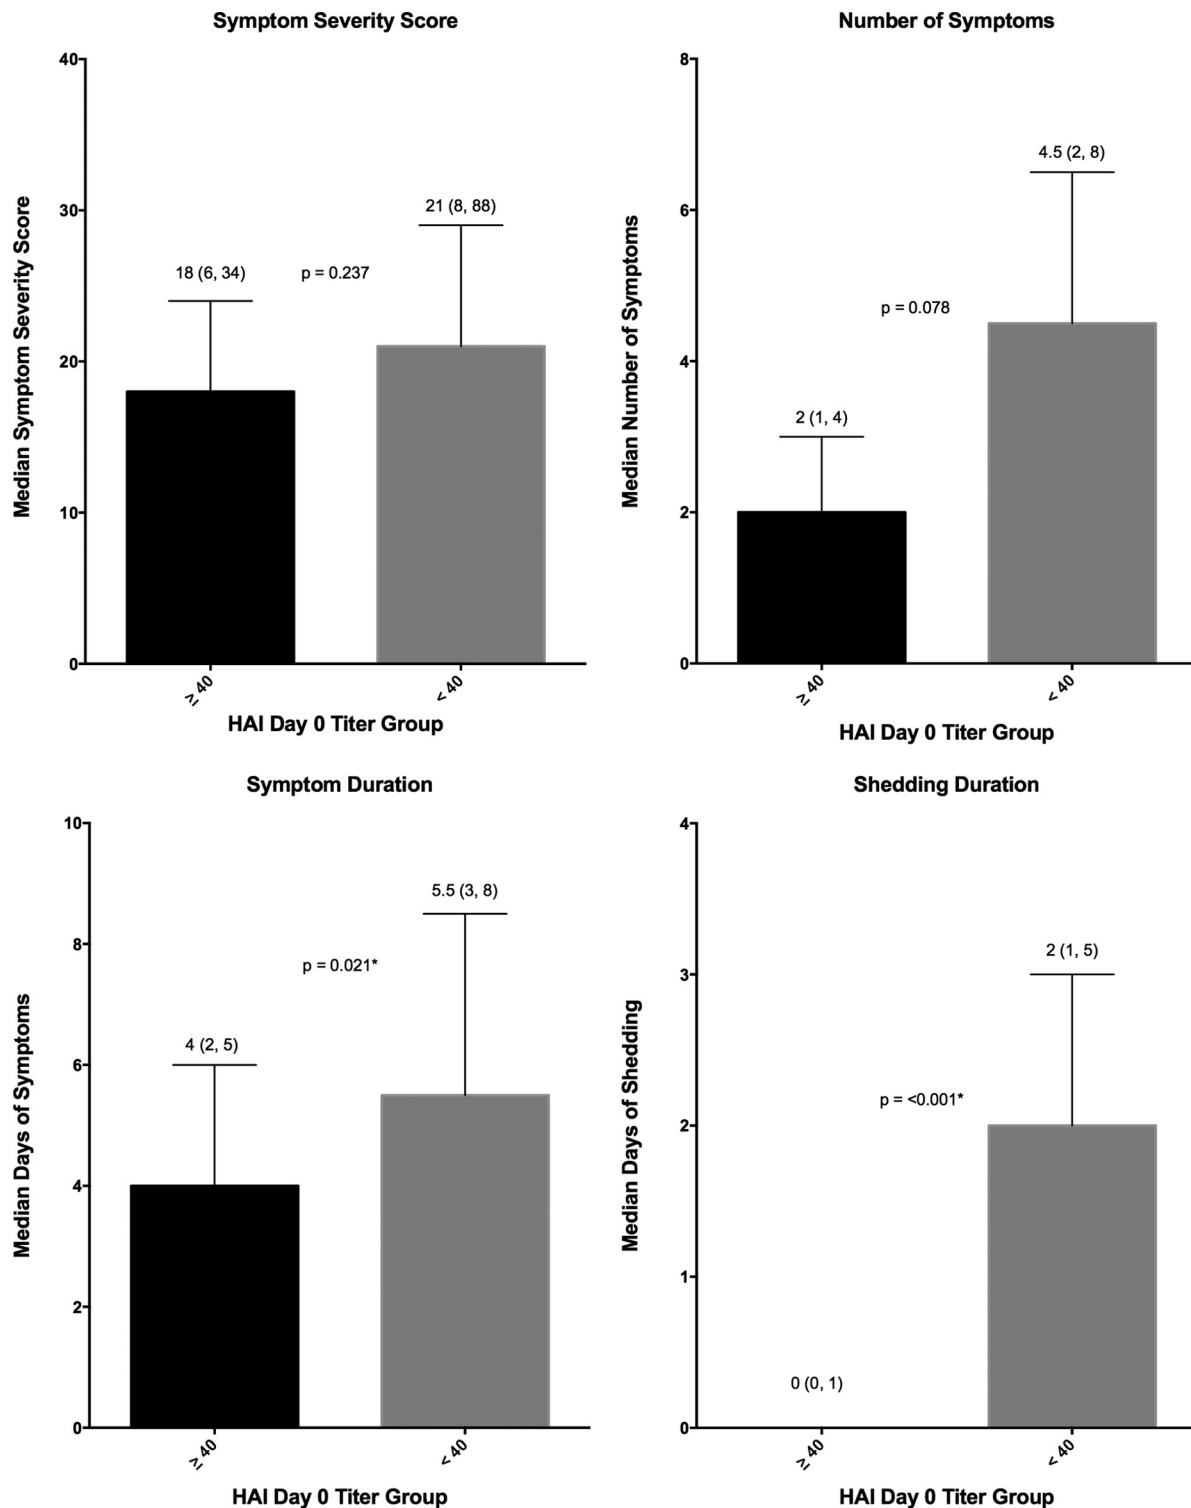 Symptom Severity Score
40
30
20
10
0
Median Symptom Severity Score
18 (6, 34)
p = 0.237
21 (8, 88)
≥ 40
< 40
HAI Day 0 Titer Group
Number of Symptoms
8
6
4
2
0
Median Number of Symptoms
2 (1, 4)
p = 0.078
4.5 (2, 8)
≥ 40
< 40
HAI Day 0 Titer Group
Symptom Duration
10
8
6
4
2
0
Median Days of Symptoms
4 (2, 5)
p = 0.021*
5.5 (3, 8)
≥ 40
< 40
HAI Day 0 Titer Group
Shedding Duration
4
3
2
1
0
Median Days of Shedding
0 (0, 1)
p = <0.001*
2 (1, 5)
≥ 40
< 40
HAI Day 0 Titer Group